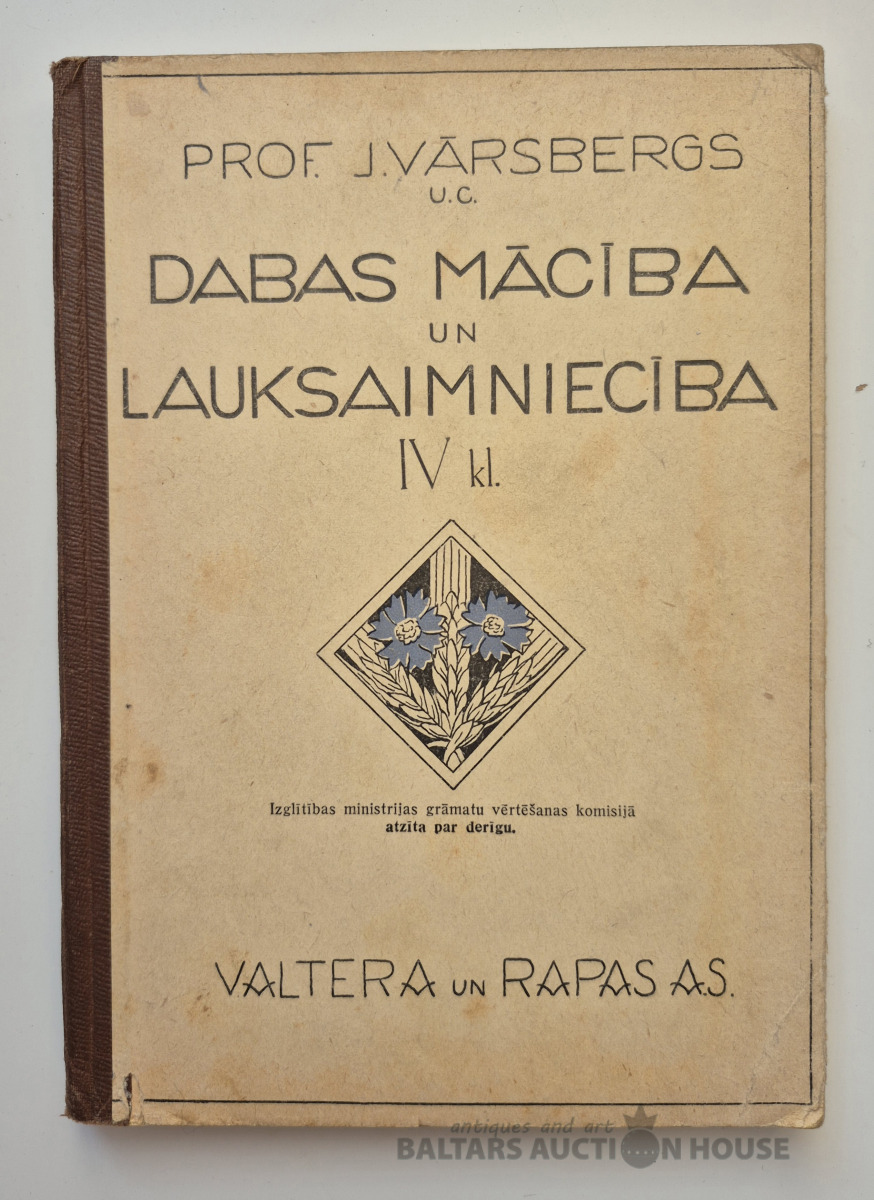 PROF. J. VĀRSBERGS
U.C.
DABAS MĀCĪBA
UN
LAUKSAIMNIECĪBA
IV kl.
Izglītības ministrijas grāmatu vērtēšanas komisijā
atzīta par derīgu.
VALTERA UN RAPAS A.S.
antiques and art
BALTARS AUCTION HOUSE